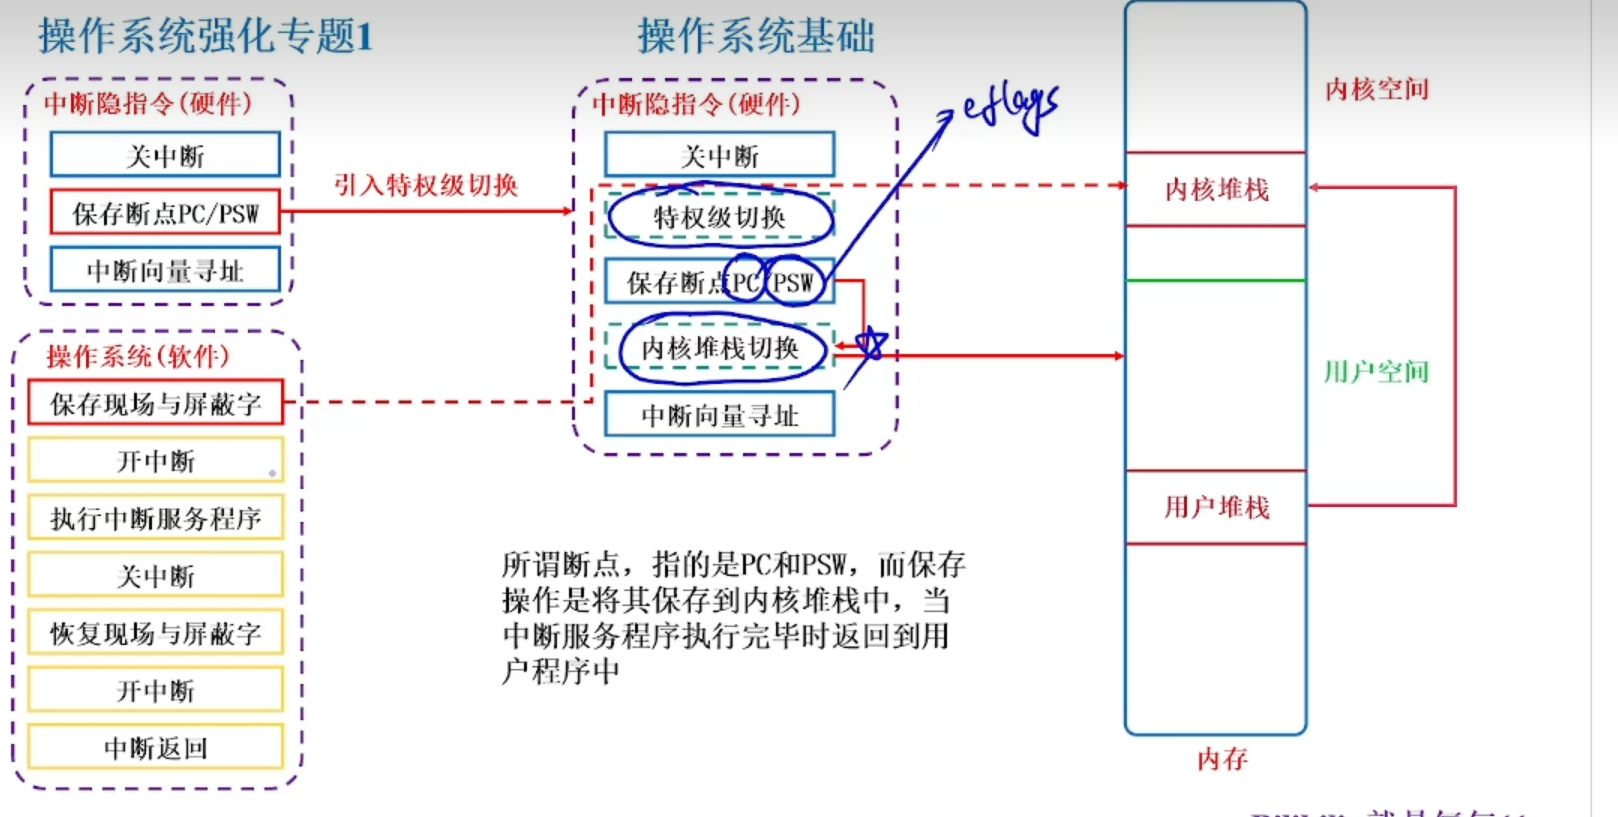 操作系统强化专题1
中断隐指令(硬件)
关中断
保存断点PC/PSW
中断向量寻址
引入特权级切换
操作系统(软件)
保存现场与屏蔽字
开中断
执行中断服务程序
关中断
恢复现场与屏蔽字
开中断
中断返回
操作系统基础
中断隐指令(硬件)
关中断
特权级切换
保存断点PC/PSW
内核堆栈切换
中断向量寻址
eflags
所谓断点，指的是PC和PSW，而保存
操作是将其保存到内核堆栈中，当
中断服务程序执行完毕时返回到用
户程序中
内核空间
内核堆栈
用户空间
用户堆栈
内存